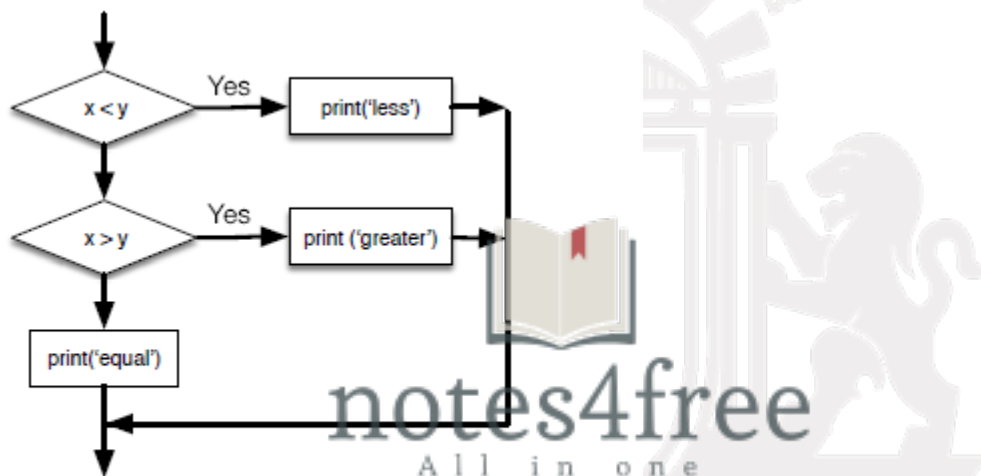 Yes
x < y
print(‘less’)
Yes
x > y
print (‘greater’)
print(‘equal’)
notes4free
All in one